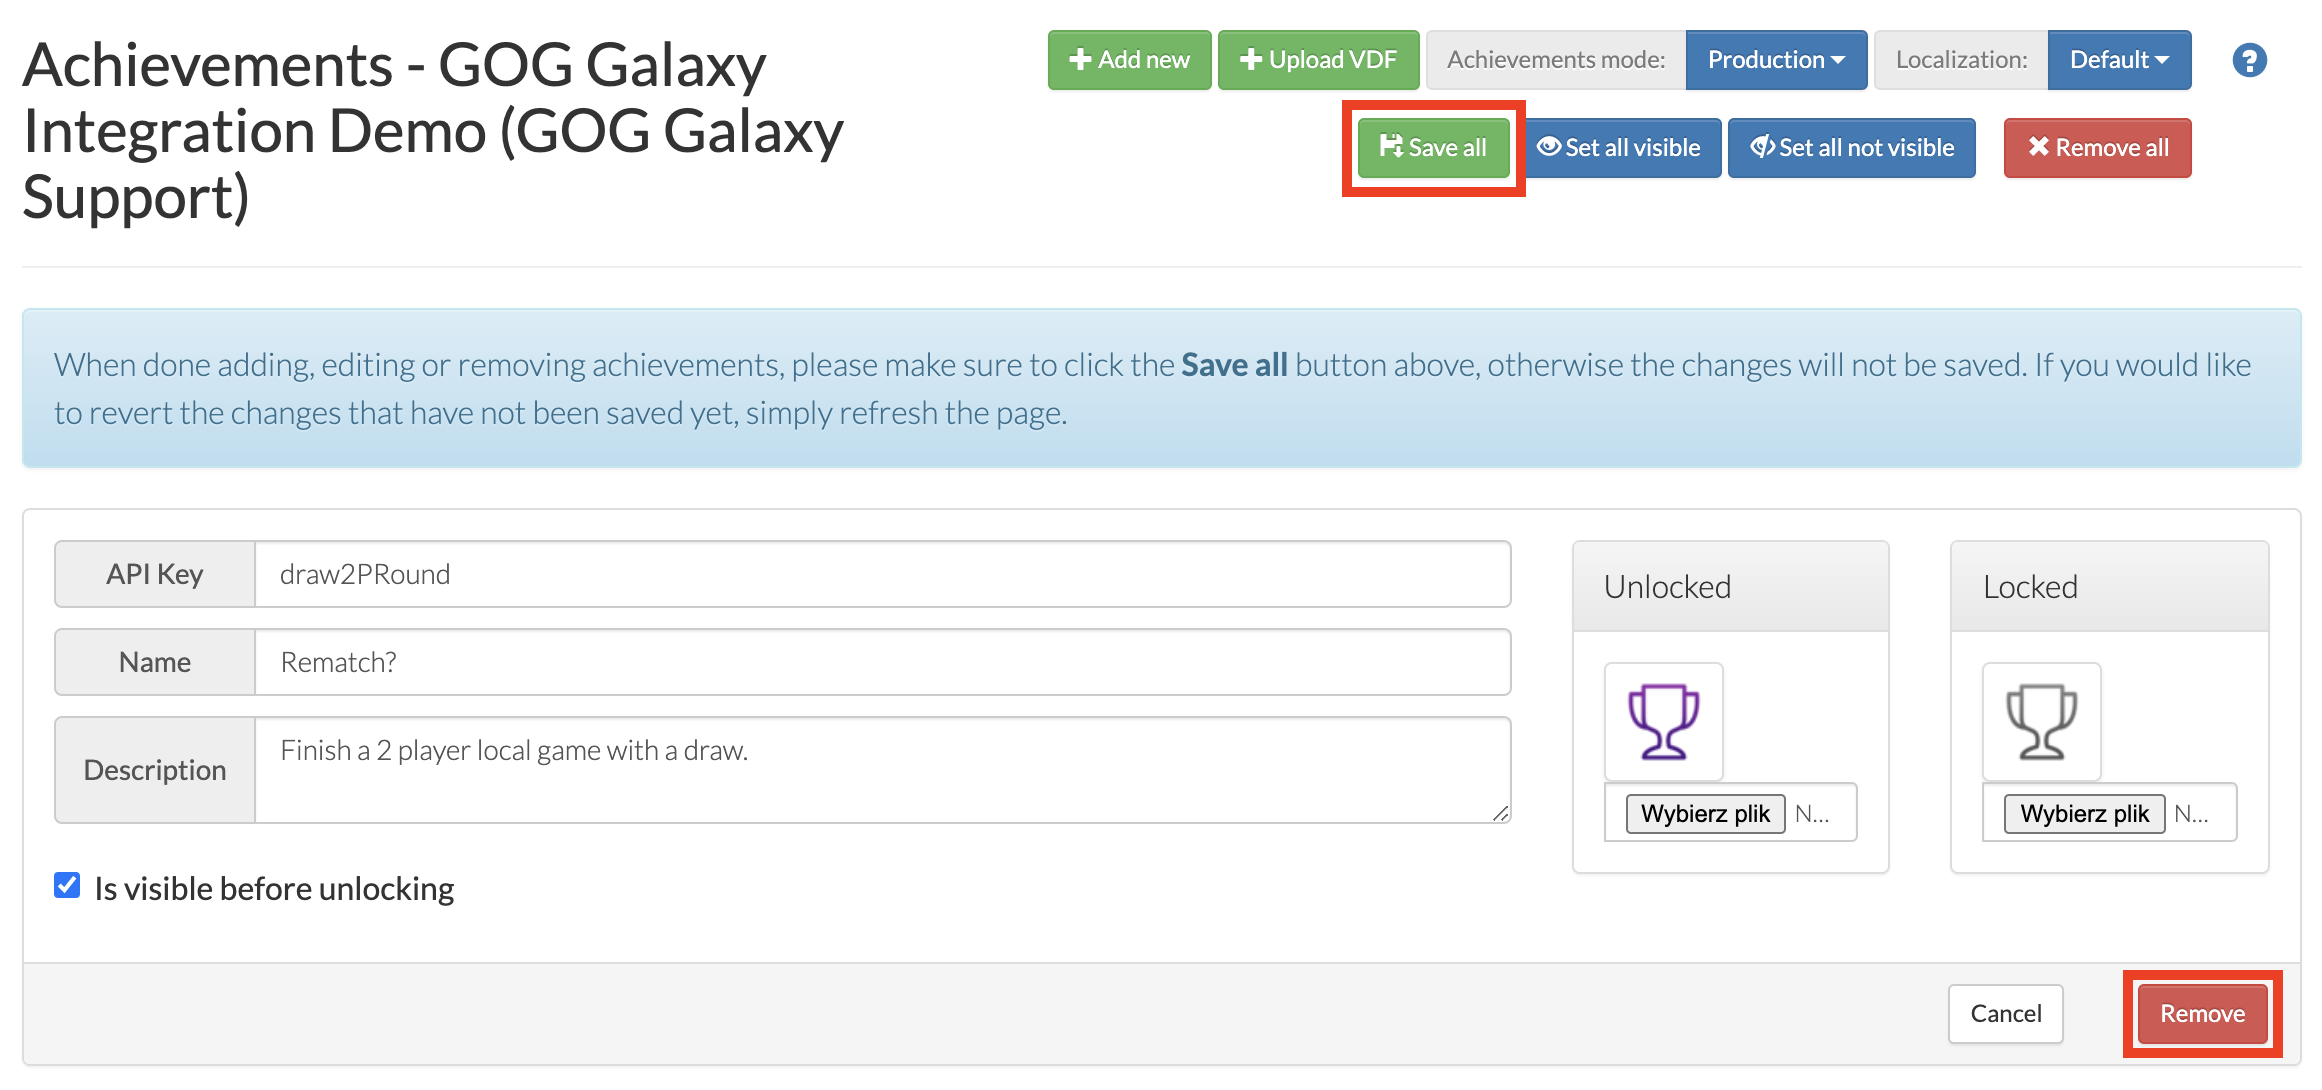 Achievements - GOG Galaxy
Integration Demo (GOG Galaxy
Support)
Add new
Upload VDF
Achievements mode:
Production
Localization:
Default
?
Save all
Set all visible
Set all not visible
Remove all
When done adding, editing or removing achievements, please make sure to click the Save all button above, otherwise the changes will not be saved. If you would like
to revert the changes that have not been saved yet, simply refresh the page.
API Key
draw2PRound
Name
Rematch?
Description
Finish a 2 player local game with a draw.
Is visible before unlocking
Unlocked
Wybierz plik N...
Locked
Wybierz plik N...
Cancel
Remove